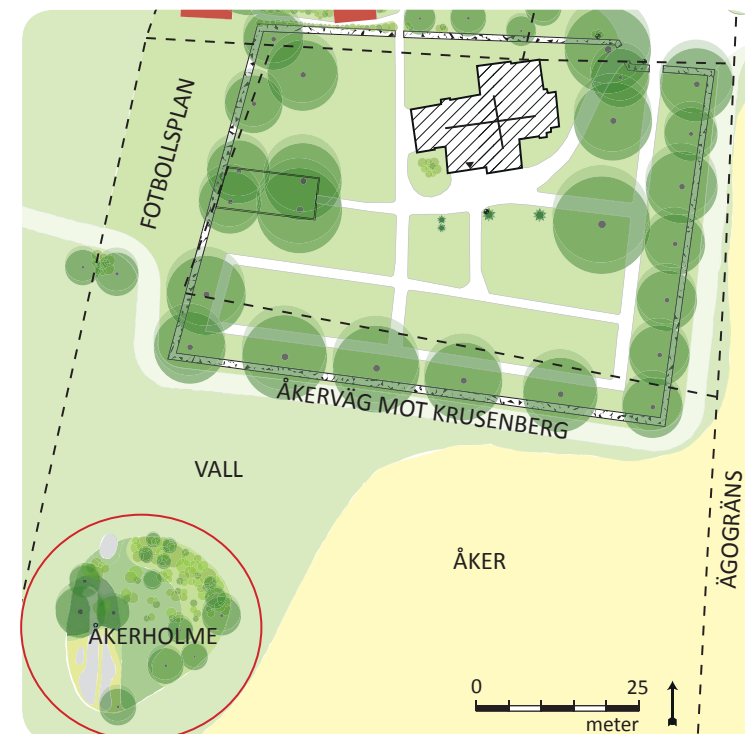 FOTBOLLSPLAN
ÅKERVÄG MOT KRUSENBERG
VALL
ÅKER
ÄGOGRÄNS
ÅKERHOLME
0 25
meter